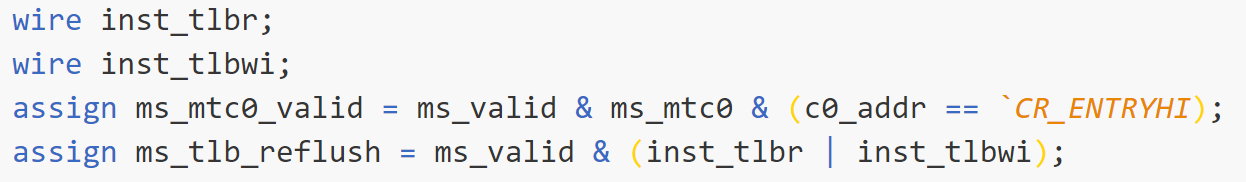 wire inst_tlbr;
wire inst_tlbwi;
assign ms_mtc0_valid = ms_valid & ms_mtc0 & (c0_addr == `CR_ENTRYHI);
assign ms_tlb_reflush = ms_valid & (inst_tlbr | inst_tlbwi);